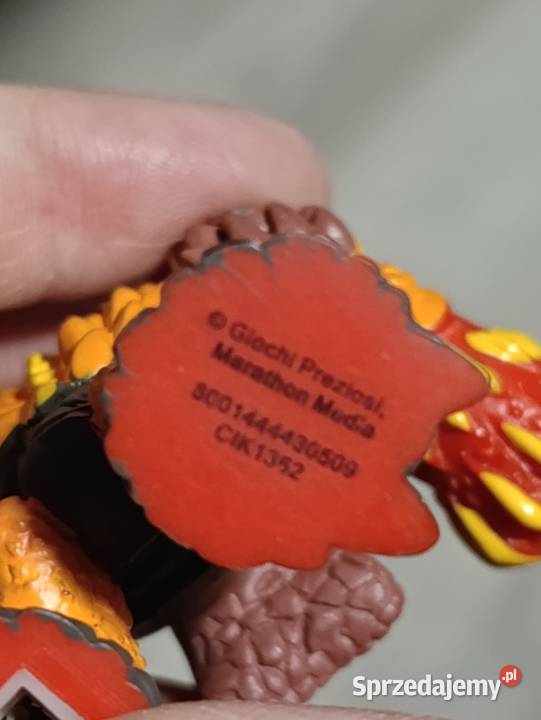 © Giochi Preziosi,
Marathon Media
8001444430509
CIK1362
Sprzedajemy.pl